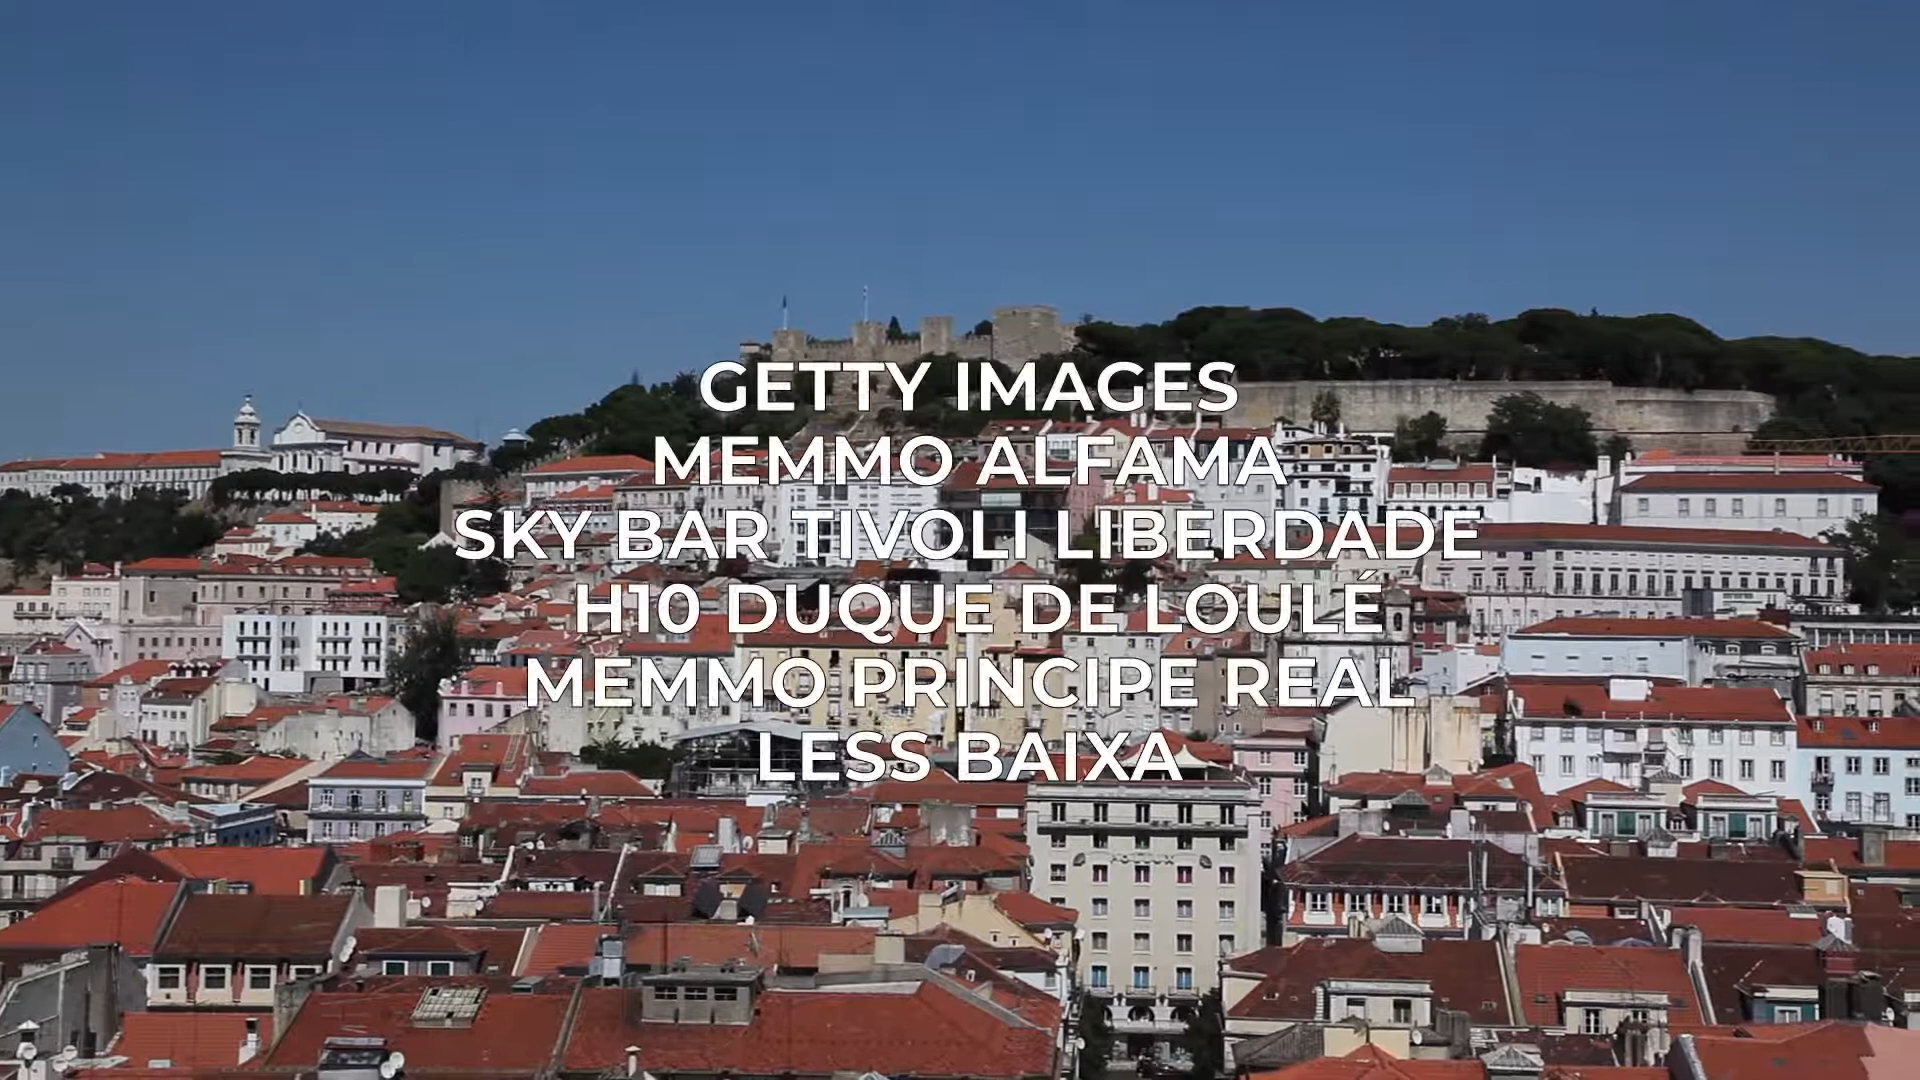 GETTY IMAGES
MEMMO ALFAMA
SKY BAR TIVOLI LIBERDADE
H10 DUQUE DE LOULÉ
MEMMO PRINCIPE REAL
LESS BAIXA